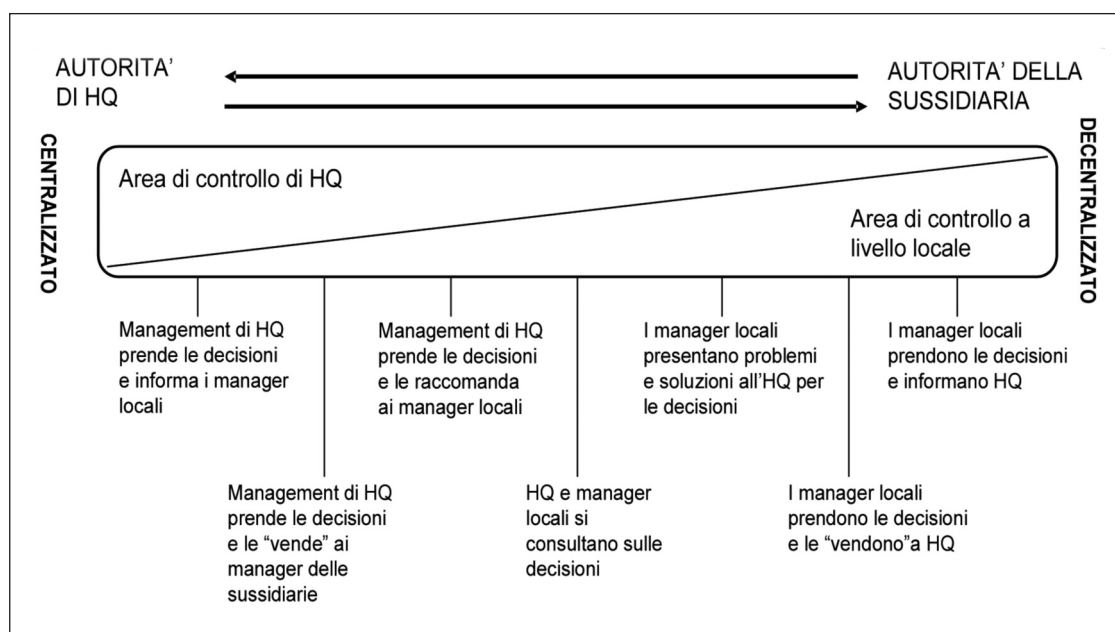 AUTORITA’
DI HQ
AUTORITA’ DELLA
SUSSIDIARIA
CENTRALIZZATO
DECENTRALIZZATO
Area di controllo di HQ
Area di controllo a
livello locale
Management di HQ
prende le decisioni
e informa i manager
locali
Management di HQ
prende le decisioni
e le “vende” ai
manager delle
sussidiarie
Management di HQ
prende le decisioni
e le raccomanda
ai manager locali
HQ e manager
locali si
consultano sulle
decisioni
I manager locali
presentano problemi
e soluzioni all’HQ per
le decisioni
I manager locali
prendono le decisioni
e le “vendono”a HQ
I manager locali
prendono le decisioni
e informano HQ